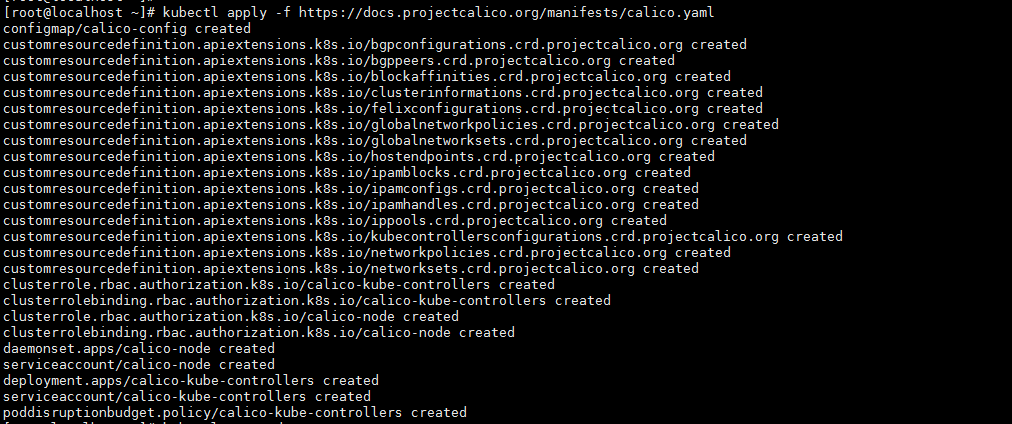 [root@localhost ~]# kubectl apply -f https://docs.projectcalico.org/manifests/calico.yaml
configmap/calico-config created
customresourcedefinition.apiextensions.k8s.io/bgpconfigurations.crd.projectcalico.org created
customresourcedefinition.apiextensions.k8s.io/bgppeers.crd.projectcalico.org created
customresourcedefinition.apiextensions.k8s.io/blockaffinities.crd.projectcalico.org created
customresourcedefinition.apiextensions.k8s.io/clusterinformations.crd.projectcalico.org created
customresourcedefinition.apiextensions.k8s.io/felixconfigurations.crd.projectcalico.org created
customresourcedefinition.apiextensions.k8s.io/globalnetworkpolicies.crd.projectcalico.org created
customresourcedefinition.apiextensions.k8s.io/globalnetworksets.crd.projectcalico.org created
customresourcedefinition.apiextensions.k8s.io/hostendpoints.crd.projectcalico.org created
customresourcedefinition.apiextensions.k8s.io/ipamblocks.crd.projectcalico.org created
customresourcedefinition.apiextensions.k8s.io/ipamconfigs.crd.projectcalico.org created
customresourcedefinition.apiextensions.k8s.io/ipamhandles.crd.projectcalico.org created
customresourcedefinition.apiextensions.k8s.io/ippools.crd.projectcalico.org created
customresourcedefinition.apiextensions.k8s.io/kubecontrollersconfigurations.crd.projectcalico.org created
customresourcedefinition.apiextensions.k8s.io/networkpolicies.crd.projectcalico.org created
customresourcedefinition.apiextensions.k8s.io/networksets.crd.projectcalico.org created
clusterrole.rbac.authorization.k8s.io/calico-kube-controllers created
clusterrolebinding.rbac.authorization.k8s.io/calico-kube-controllers created
clusterrole.rbac.authorization.k8s.io/calico-node created
clusterrolebinding.rbac.authorization.k8s.io/calico-node created
daemonset.apps/calico-node created
serviceaccount/calico-node created
deployment.apps/calico-kube-controllers created
serviceaccount/calico-kube-controllers created
poddisruptionbudget.policy/calico-kube-controllers created